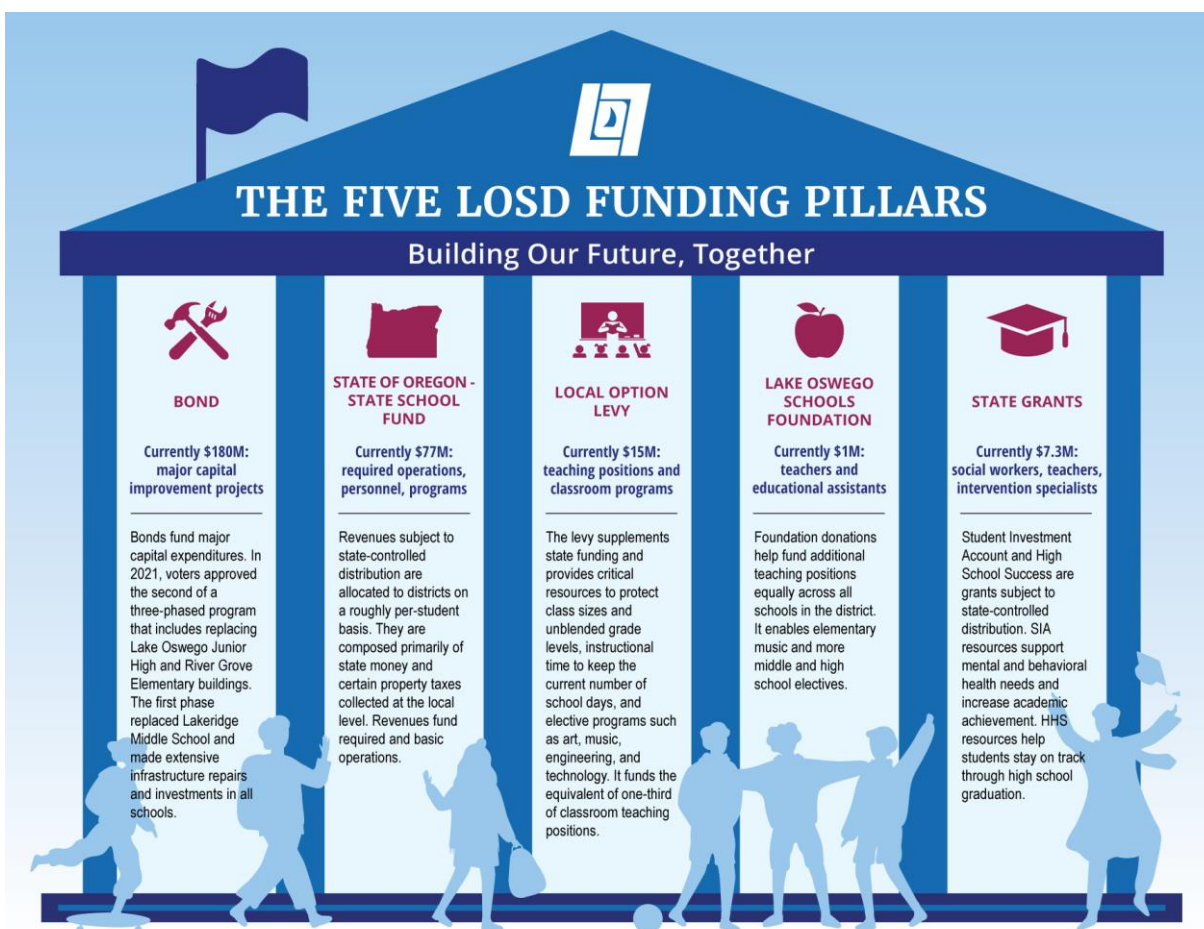 THE FIVE LOSD FUNDING PILLARS
Building Our Future, Together
BOND
Currently $180M:
major capital
improvement projects
Bonds fund major
capital expenditures. In
2021, voters approved
the second of a
three-phased program
that includes replacing
Lake Oswego Junior
High and River Grove
Elementary buildings.
The first phase
replaced Lakeridge
Middle School and
made extensive
infrastructure repairs
and investments in all
schools.
STATE OF OREGON -
STATE SCHOOL
FUND
Currently $77M:
required operations,
personnel, programs
Revenues subject to
state-controlled
distribution are
allocated to districts on
a roughly per-student
basis. They are
composed primarily of
state money and
certain property taxes
collected at the local
level. Revenues fund
required and basic
operations.
LOCAL OPTION
LEVY
Currently $15M:
teaching positions and
classroom programs
The levy supplements
state funding and
provides critical
resources to protect
class sizes and
unblended grade
levels, instructional
time to keep the
current number of
school days, and
elective programs such
as art, music,
engineering, and
technology. It funds the
equivalent of one-third
of classroom teaching
positions.
LAKE OSWEGO
SCHOOLS
FOUNDATION
Currently $1M:
teachers and
educational assistants
Foundation donations
help fund additional
teaching positions
equally across all
schools in the district.
It enables elementary
music and more
middle and high
school electives.
STATE GRANTS
Currently $7.3M:
social workers, teachers,
intervention specialists
Student Investment
Account and High
School Success are
grants subject to
state-controlled
distribution. SIA
resources support
mental and behavioral
health needs and
increase academic
achievement. HHS
resources help
students stay on track
through high school
graduation.